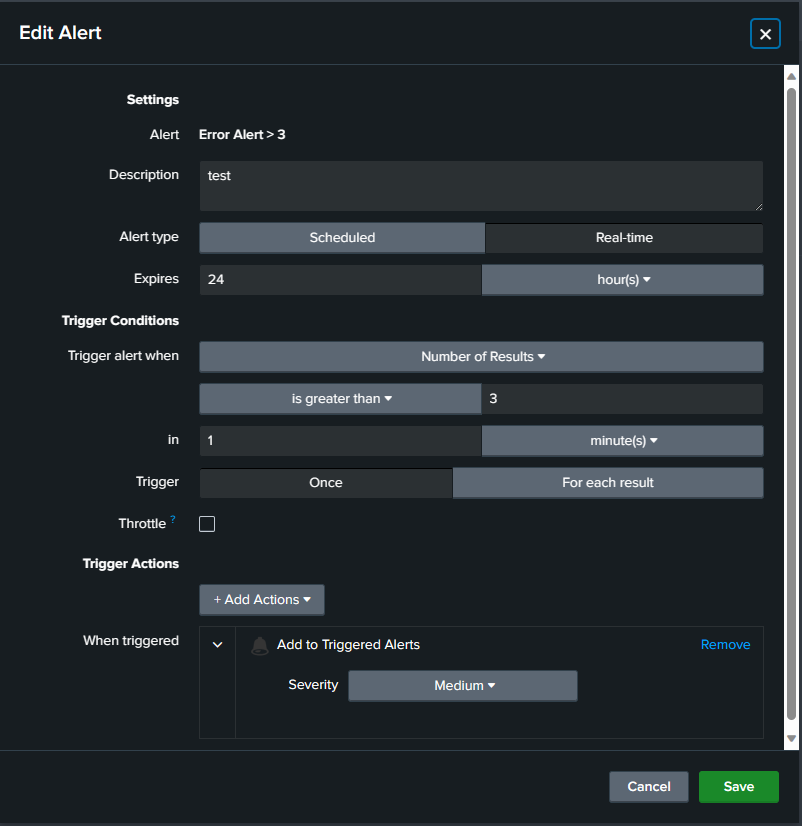 Edit Alert
Settings
Alert Error Alert > 3
Description test
Alert type Scheduled Real-time
Expires 24 hour(s)
Trigger Conditions
Trigger alert when Number of Results
is greater than 3
in 1 minute(s)
Trigger Once For each result
Throttle ?
Trigger Actions
+ Add Actions
When triggered Add to Triggered Alerts Remove
Severity Medium
Cancel Save